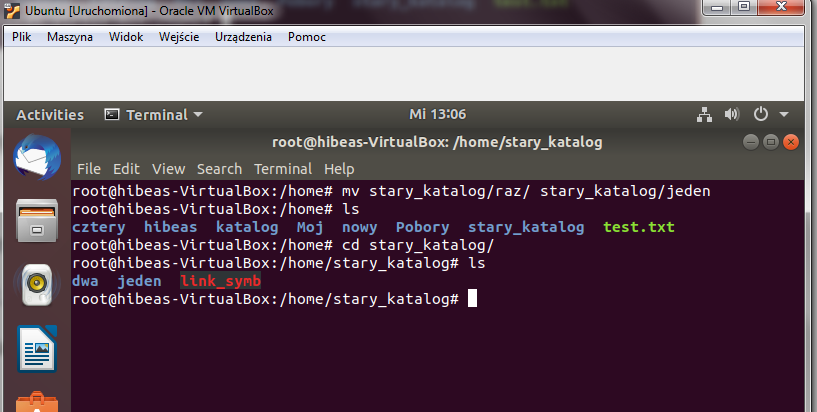 Ubuntu [Uruchomiona] - Oracle VM VirtualBox
Plik Maszyna Widok Wejście Urządzenia Pomoc
Activities Terminal Mi 13:06
root@hibeas-VirtualBox: /home/stary_katalog
File Edit View Search Terminal Help
root@hibeas-VirtualBox:/home# mv stary_katalog/raz/ stary_katalog/jeden
root@hibeas-VirtualBox:/home# ls
cztery hibeas katalog Moj nowy Pobory stary_katalog test.txt
root@hibeas-VirtualBox:/home# cd stary_katalog/
root@hibeas-VirtualBox:/home/stary_katalog# ls
dwa jeden link_symb
root@hibeas-VirtualBox:/home/stary_katalog#